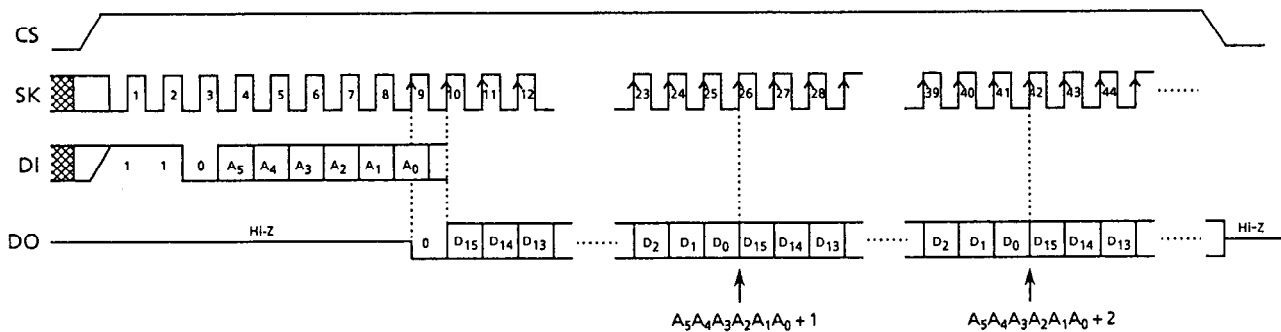 CS
SK 1 2 3 4 5 6 7 8 9 10 11 12 23 24 25 26 27 28 39 40 41 42 43 44
DI 1 1 0 A₅ A₄ A₃ A₂ A₁ A₀
DO Hi-Z 0 D₁₅ D₁₄ D₁₃ D₂ D₁ D₀ D₁₅ D₁₄ D₁₃ D₂ D₁ D₀ D₁₅ D₁₄ D₁₃ Hi-Z
A₅A₄A₃A₂A₁A₀ + 1 A₅A₄A₃A₂A₁A₀ + 2